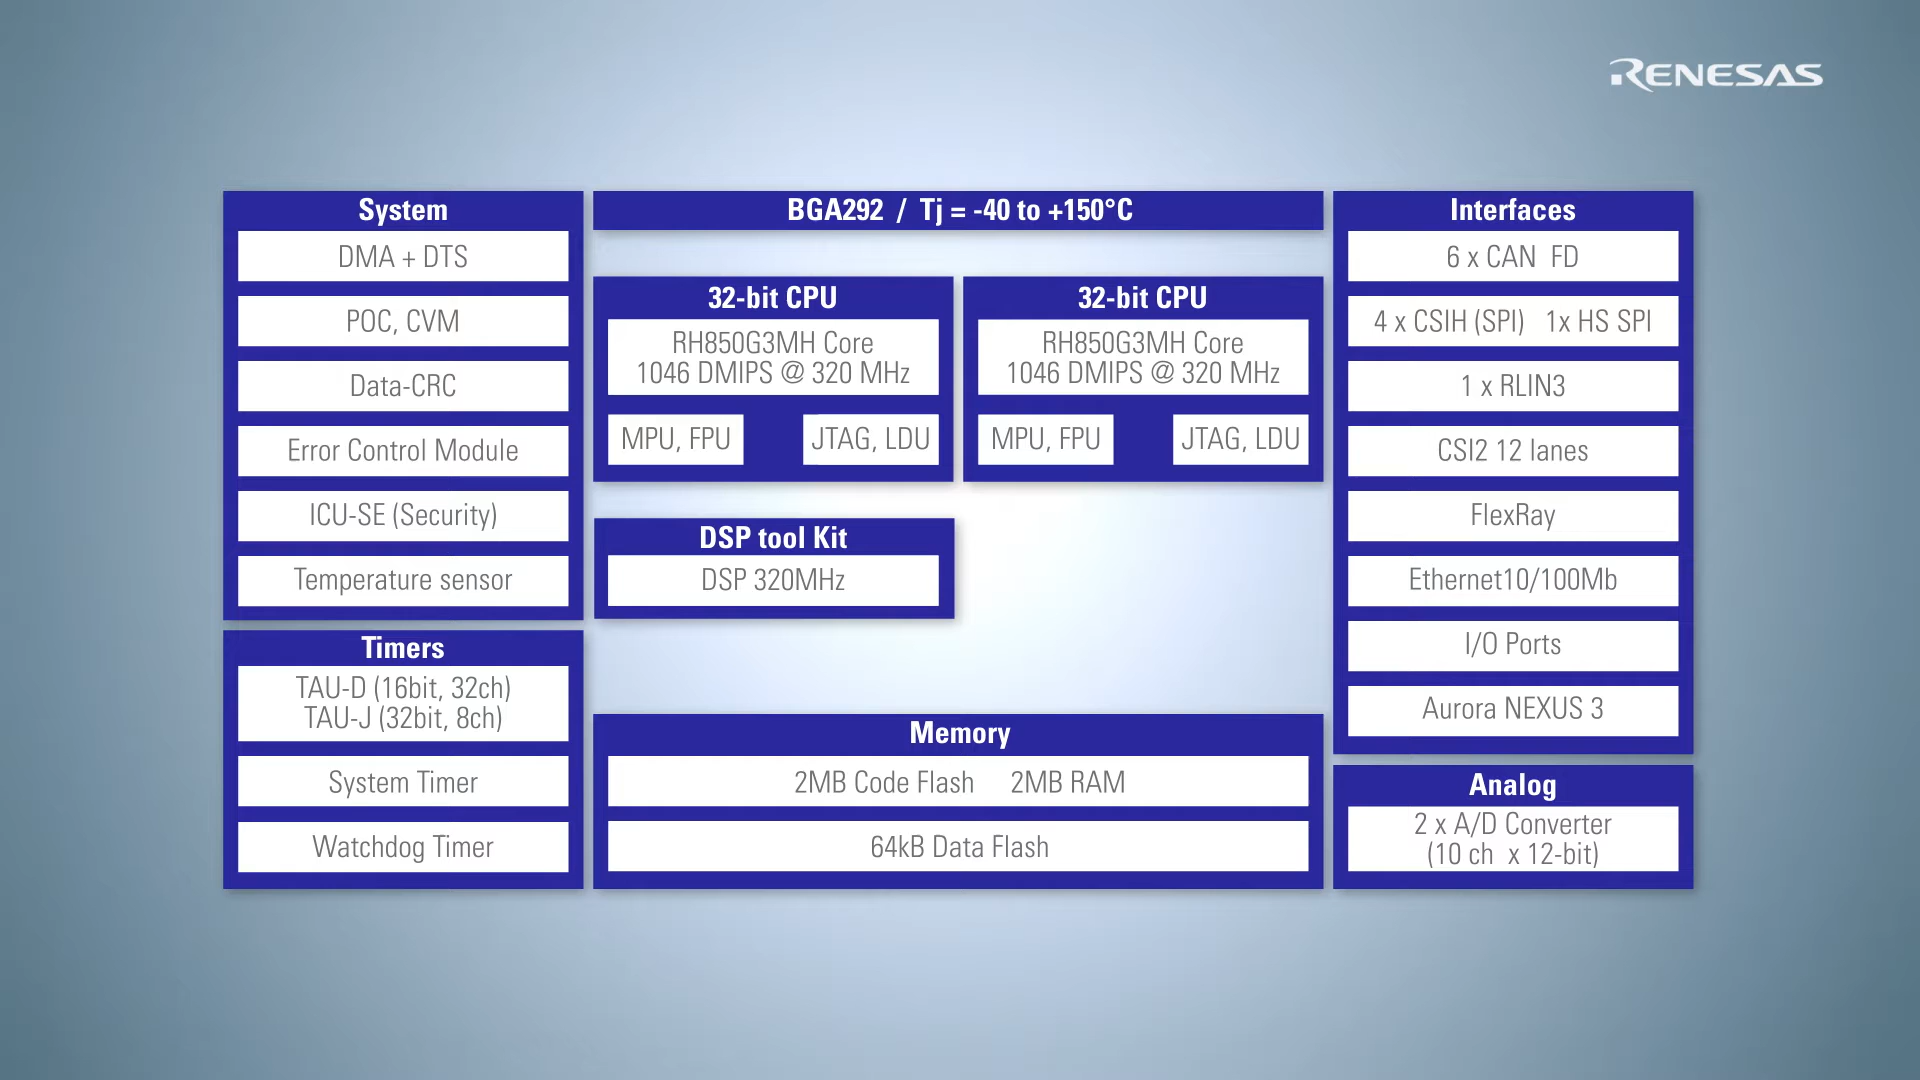 RENESAS
System
DMA + DTS
POC, CVM
Data-CRC
Error Control Module
ICU-SE (Security)
Temperature sensor
Timers
TAU-D (16bit, 32ch)
TAU-J (32bit, 8ch)
System Timer
Watchdog Timer
BGA292 / Tj = -40 to +150°C
32-bit CPU
RH850G3MH Core
1046 DMIPS @ 320 MHz
MPU, FPU
JTAG, LDU
32-bit CPU
RH850G3MH Core
1046 DMIPS @ 320 MHz
MPU, FPU
JTAG, LDU
DSP tool Kit
DSP 320MHz
Memory
2MB Code Flash 2MB RAM
64kB Data Flash
Interfaces
6 x CAN FD
4 x CSIH (SPI) 1x HS SPI
1 x RLIN3
CSI2 12 lanes
FlexRay
Ethernet10/100Mb
I/O Ports
Aurora NEXUS 3
Analog
2 x A/D Converter
(10 ch x 12-bit)